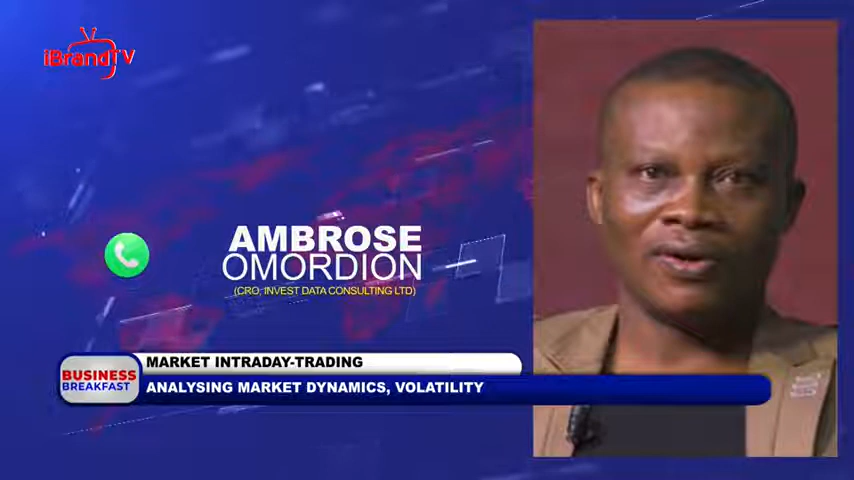 iBrandTV
AMBROSE
OMORDION
(CRO, INVEST DATA CONSULTING LTD)
BUSINESS
BREAKFAST
MARKET INTRADAY-TRADING
ANALYSING MARKET DYNAMICS, VOLATILITY